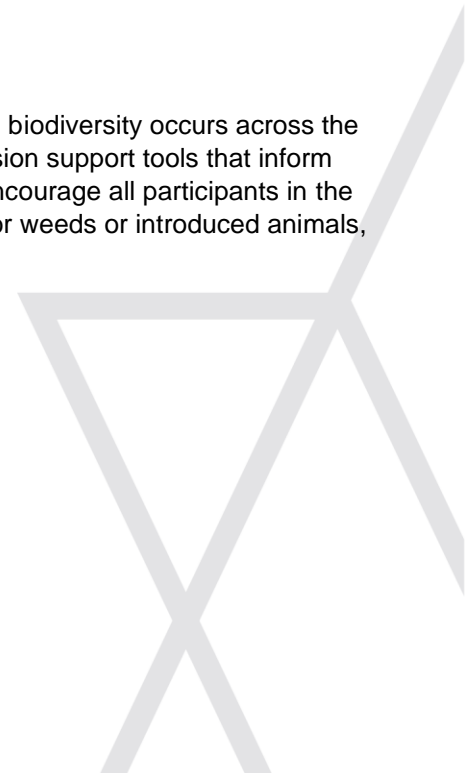 biodiversity occurs across the
sion support tools that inform
ncourage all participants in the
or weeds or introduced animals,